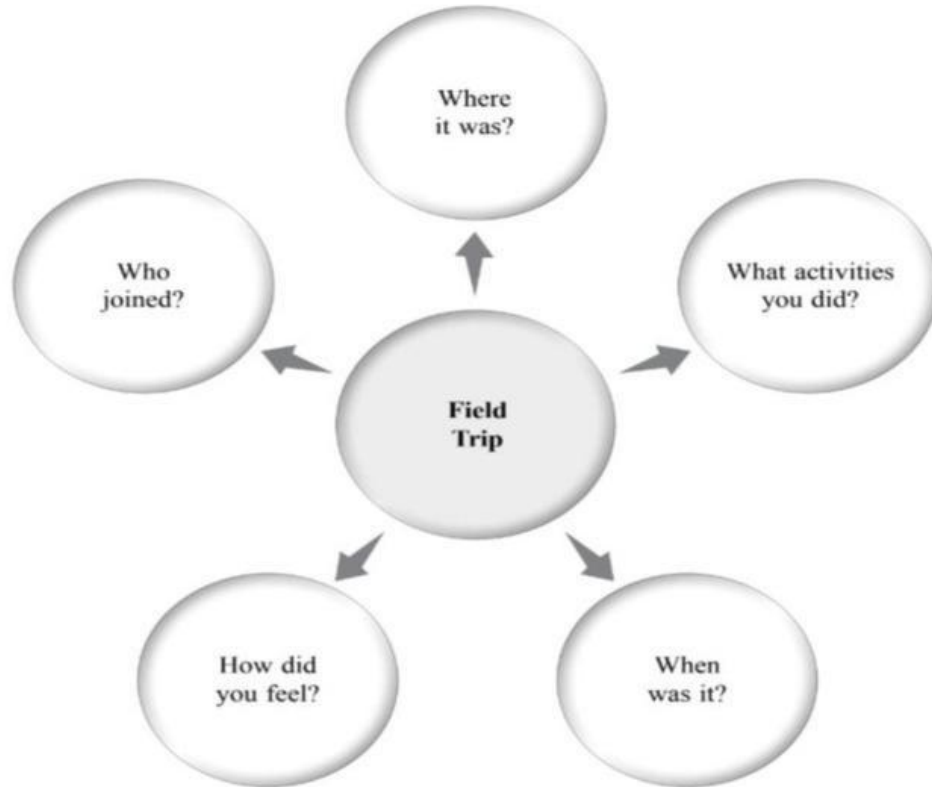 Where
it was?
Who
joined?
What activities
you did?
Field
Trip
How did
you feel?
When
was it?